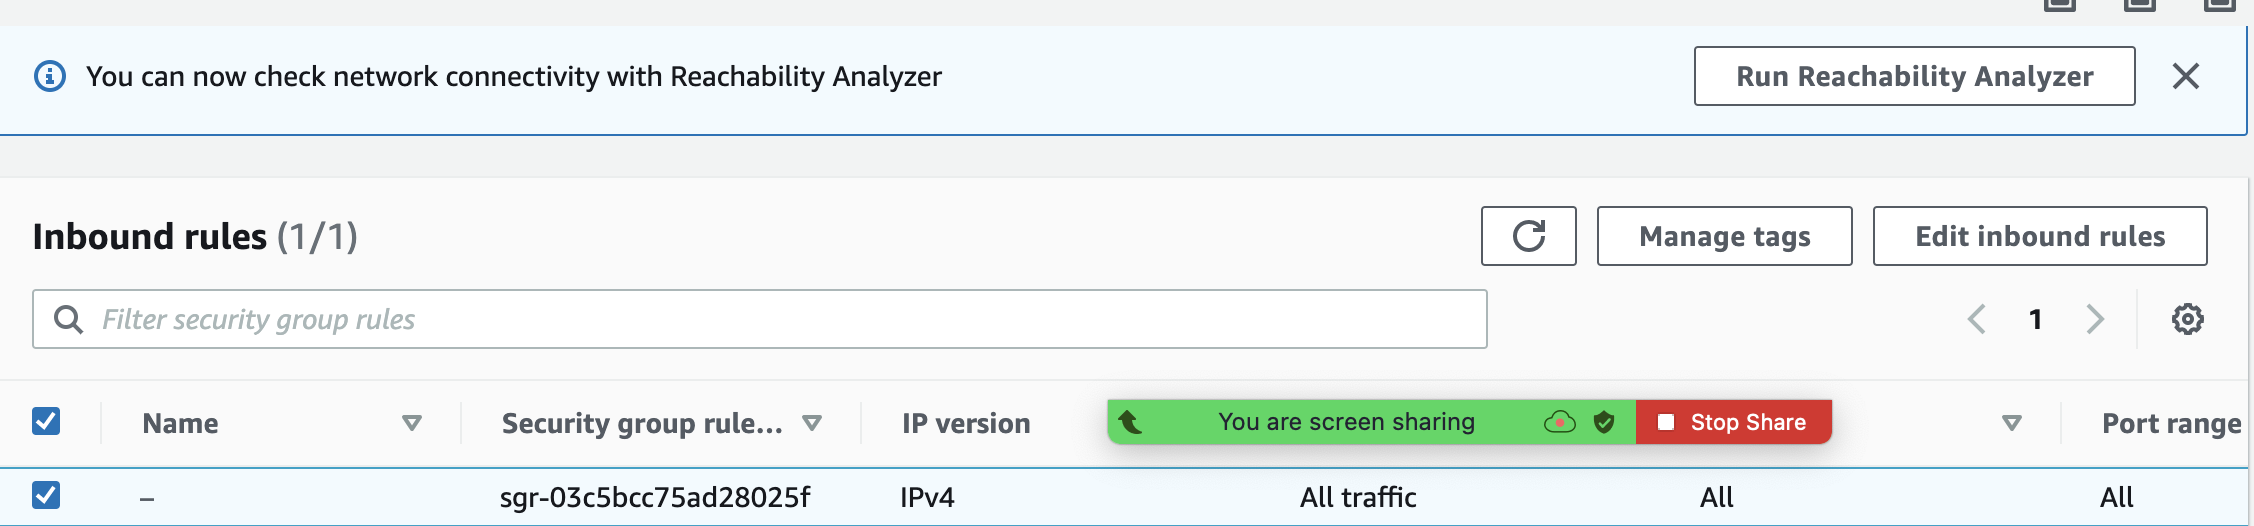 You can now check network connectivity with Reachability Analyzer
Run Reachability Analyzer
Inbound rules (1/1)
Manage tags
Edit inbound rules
Filter security group rules
1
Name
Security group rule...
IP version
You are screen sharing
Stop Share
Port range
–
sgr-03c5bcc75ad28025f
IPv4
All traffic
All
All